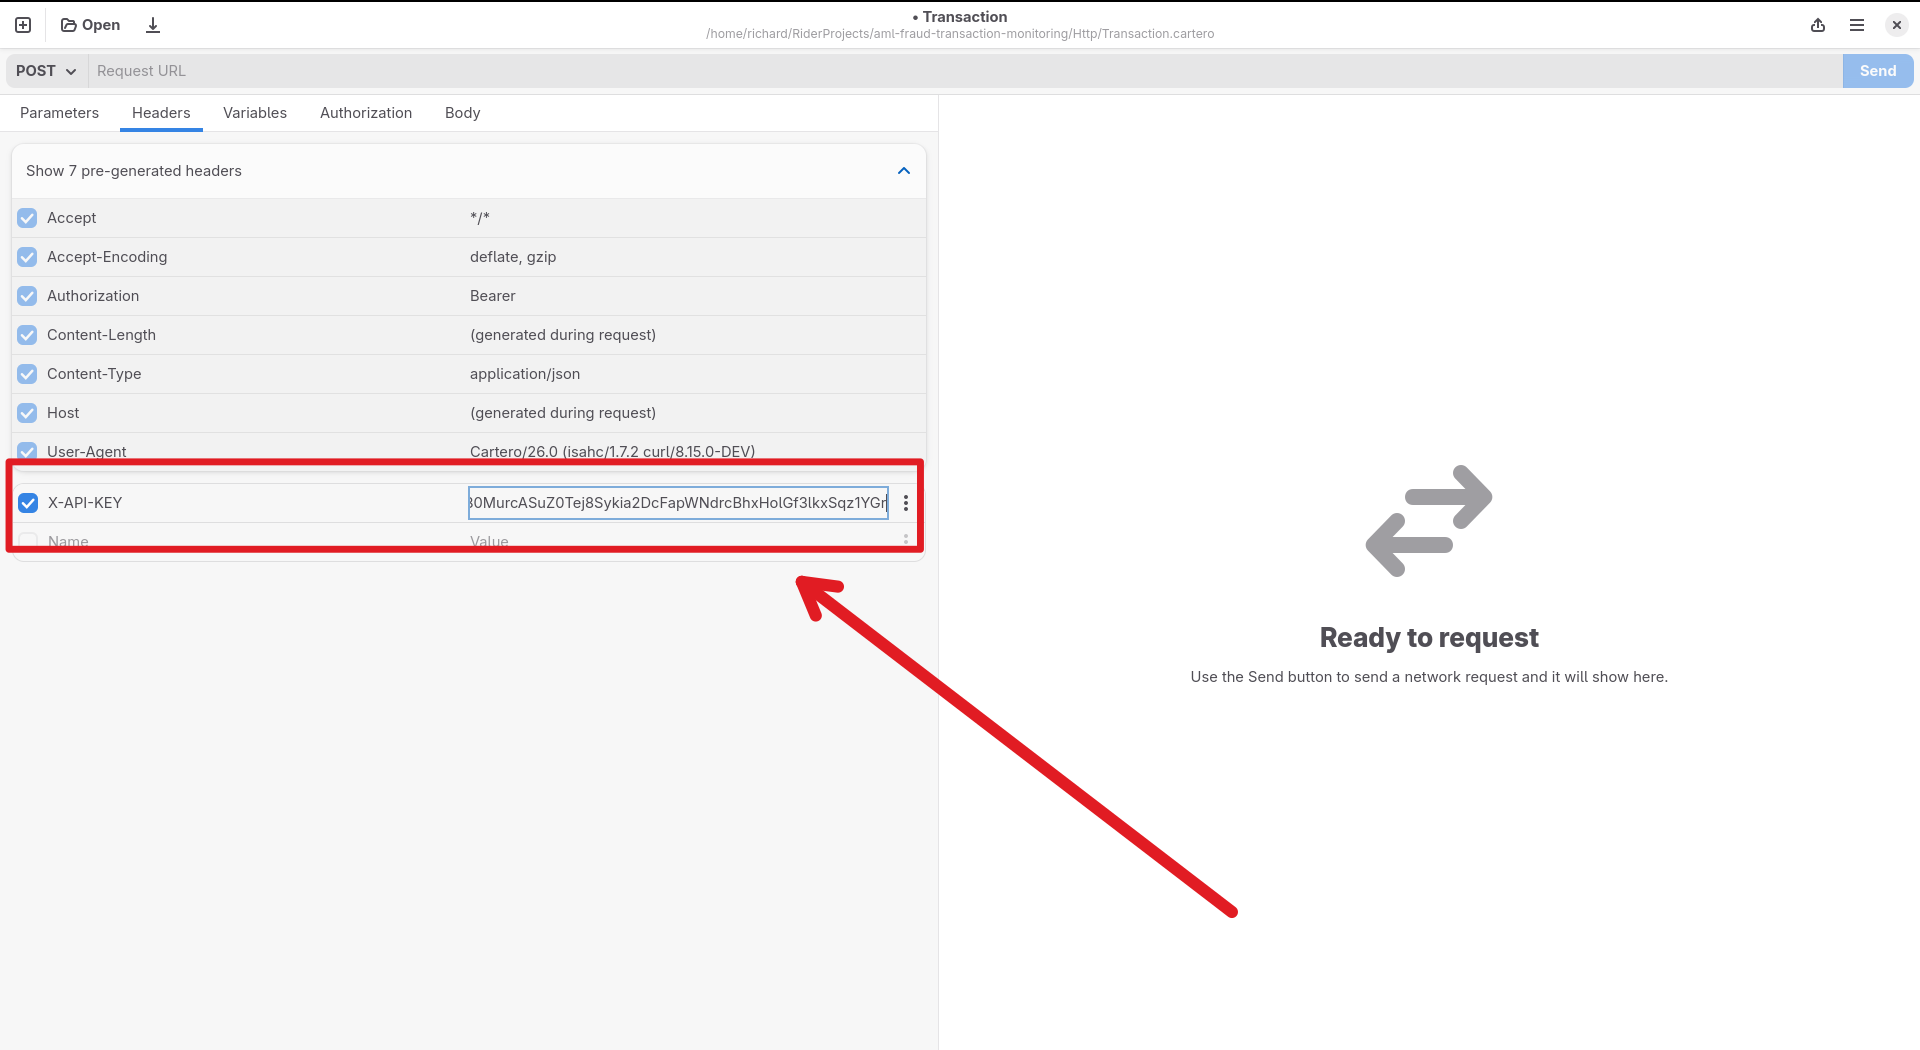 Open
• Transaction
/home/richard/RiderProjects/aml-fraud-transaction-monitoring/Http/Transaction.cartero
POST Request URL Send
Parameters Headers Variables Authorization Body
Show 7 pre-generated headers
Accept */*
Accept-Encoding deflate, gzip
Authorization Bearer
Content-Length (generated during request)
Content-Type application/json
Host (generated during request)
User-Agent Cartero/26.0 (isahc/1.7.2 curl/8.15.0-DEV)
X-API-KEY 30MurcASuZ0Tej8Sykia2DcFapWNdrcBhxHolGf3lkxSqz1YGr
Name Value
Ready to request
Use the Send button to send a network request and it will show here.